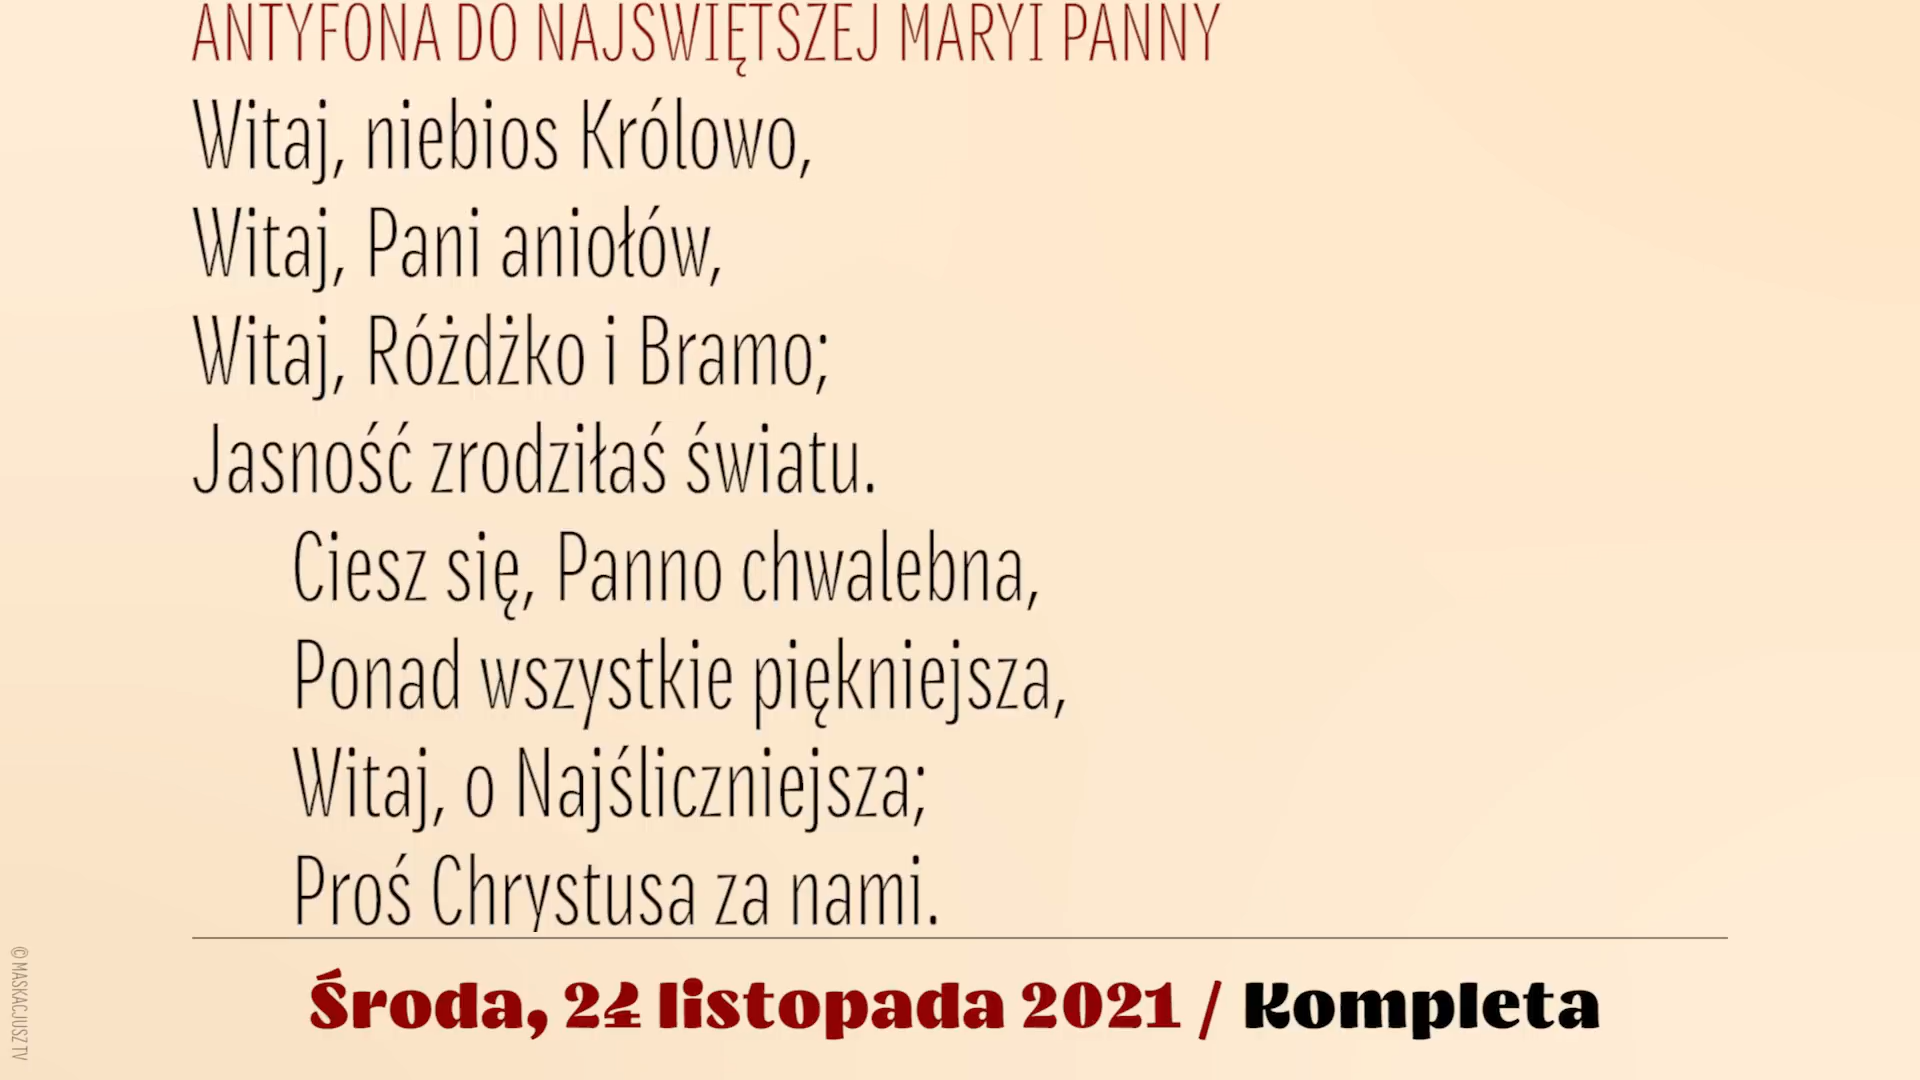 ANTYFONA DO NAJŚWIĘTSZEJ MARYI PANNY
Witaj, niebios Królowo,
Witaj, Pani aniołów,
Witaj, Różdżko i Bramo;
Jasność zrodziłaś światu.
Ciesz się, Panno chwalebna,
Ponad wszystkie piękniejsza,
Witaj, o Najśliczniejsza;
Proś Chrystusa za nami.
Środa, 24 listopada 2021 / Kompleta
© MASKACJUSZ TV